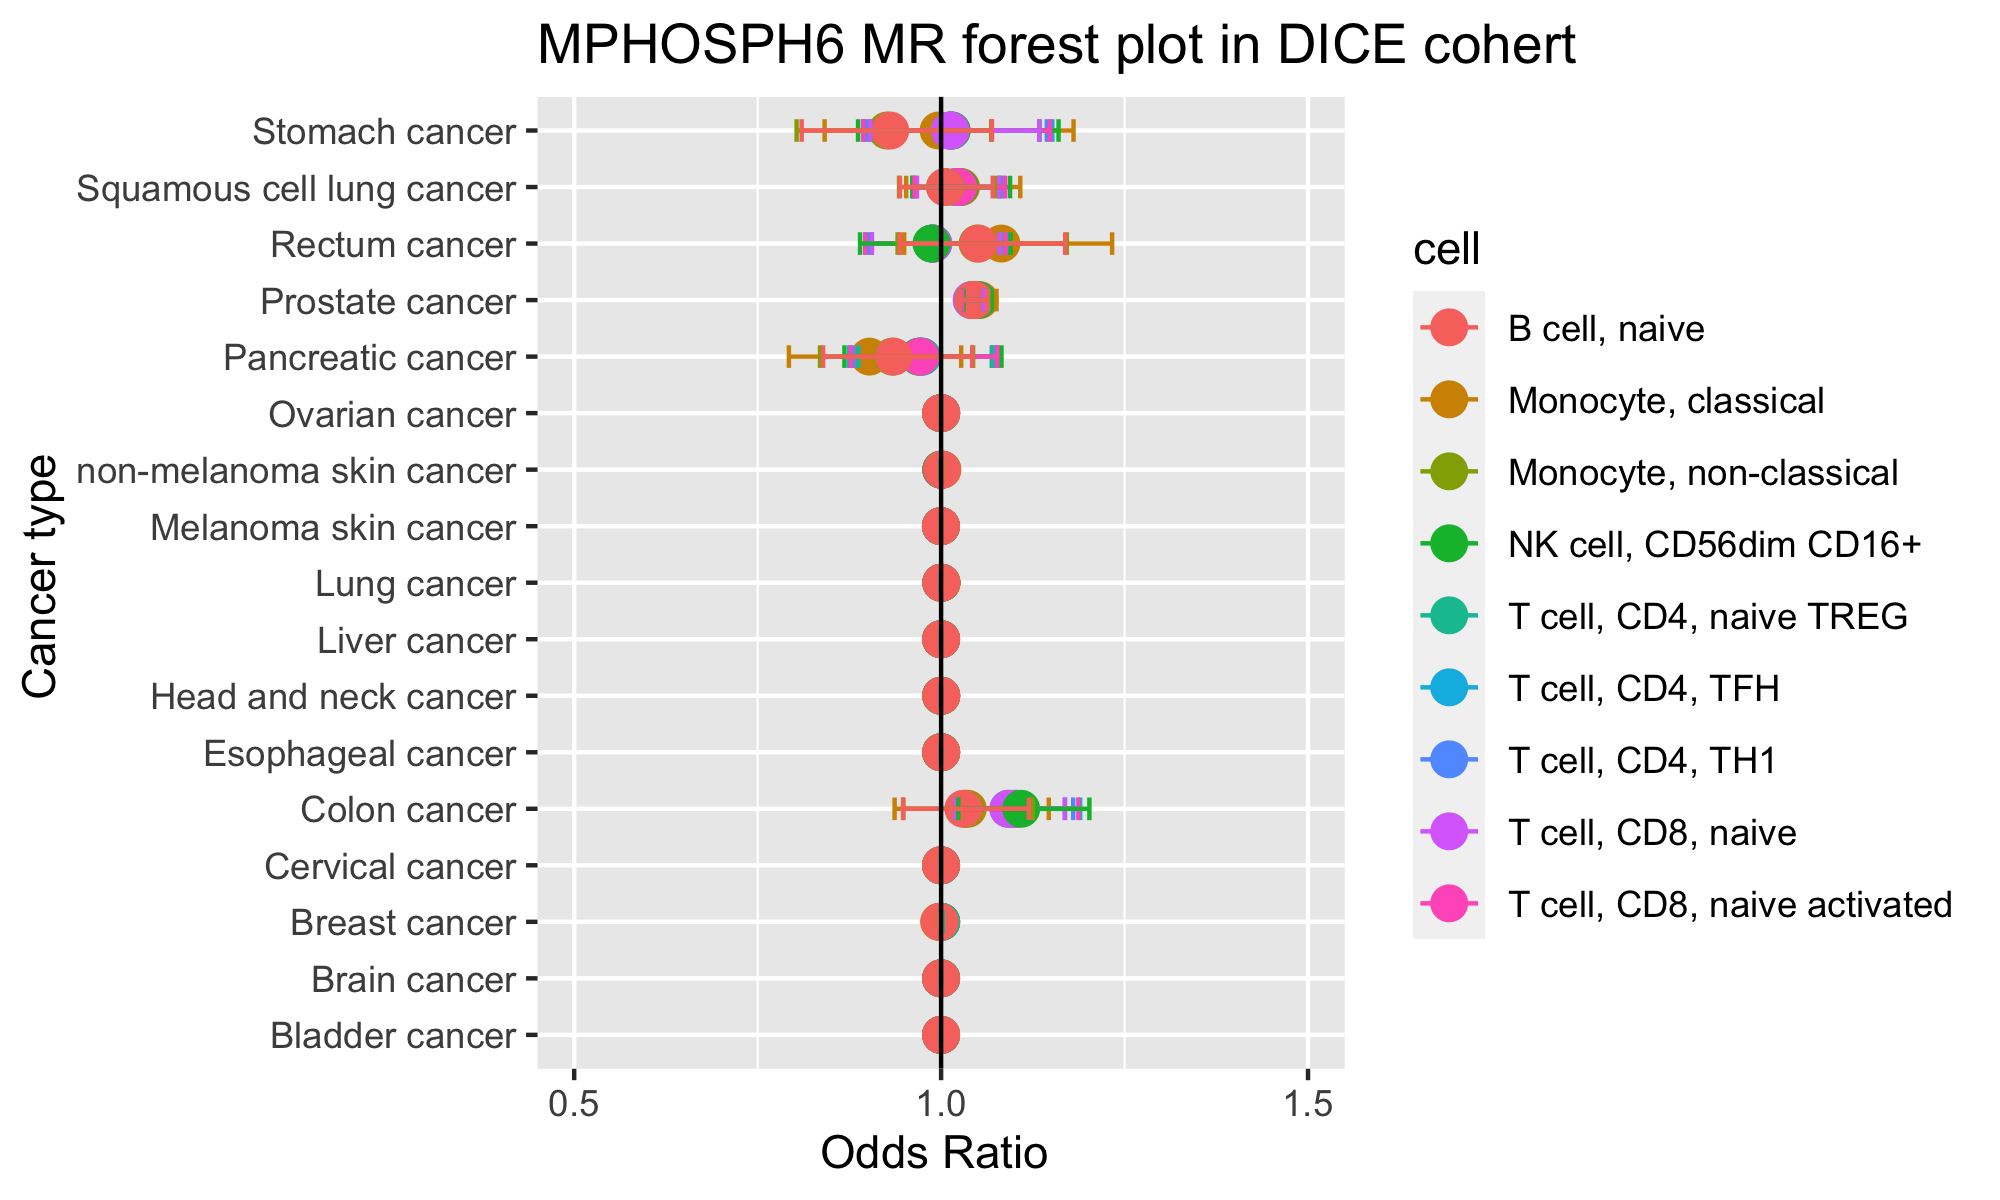 MPHOSPH6 MR forest plot in DICE cohert
Cancer type
Stomach cancer
Squamous cell lung cancer
Rectum cancer
Prostate cancer
Pancreatic cancer
Ovarian cancer
non-melanoma skin cancer
Melanoma skin cancer
Lung cancer
Liver cancer
Head and neck cancer
Esophageal cancer
Colon cancer
Cervical cancer
Breast cancer
Brain cancer
Bladder cancer
0.5 1.0 1.5
Odds Ratio
cell
B cell, naive
Monocyte, classical
Monocyte, non-classical
NK cell, CD56dim CD16+
T cell, CD4, naive TREG
T cell, CD4, TFH
T cell, CD4, TH1
T cell, CD8, naive
T cell, CD8, naive activated